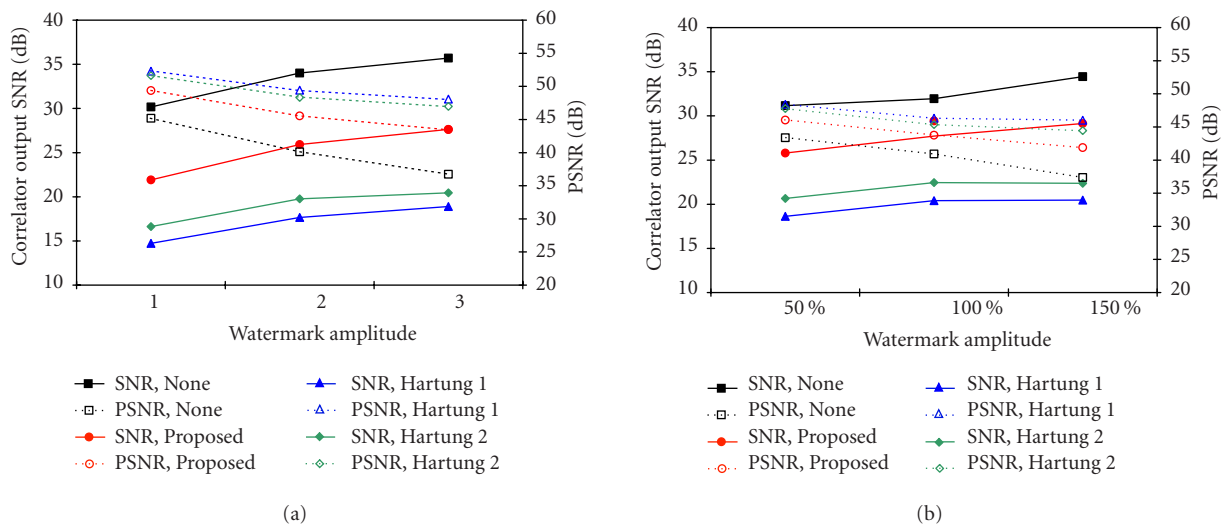 40
35
30
25
20
15
10
Correlator output SNR (dB)
60
55
50
45
40
35
30
25
20
PSNR (dB)
1
2
3
Watermark amplitude
SNR, None
PSNR, None
SNR, Proposed
PSNR, Proposed
SNR, Hartung 1
PSNR, Hartung 1
SNR, Hartung 2
PSNR, Hartung 2
(a)
40
35
30
25
20
15
10
Correlator output SNR (dB)
60
55
50
45
40
35
30
25
20
PSNR (dB)
50 %
100 %
150 %
Watermark amplitude
SNR, None
PSNR, None
SNR, Proposed
PSNR, Proposed
SNR, Hartung 1
PSNR, Hartung 1
SNR, Hartung 2
PSNR, Hartung 2
(b)